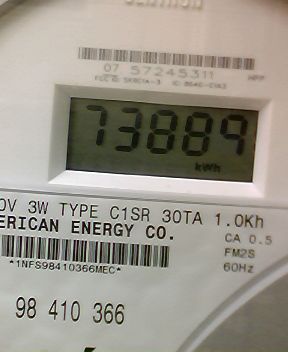 07 57245311
73889
kWh
0V 3W TYPE C1SR 30TA 1.0Kh
ERICAN ENERGY CO.
CA 0.5
FM2S
60Hz
*1NFS98410366MEC*
98 410 366